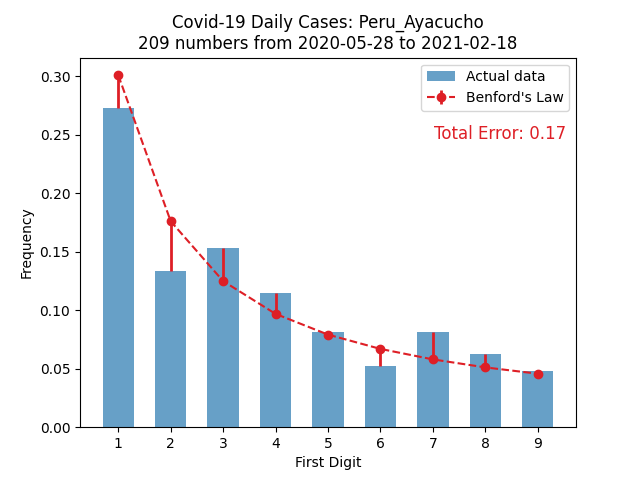 Covid-19 Daily Cases: Peru_Ayacucho
209 numbers from 2020-05-28 to 2021-02-18
Actual data
Benford's Law
Total Error: 0.17
Frequency
0.30
0.25
0.20
0.15
0.10
0.05
0.00
1 2 3 4 5 6 7 8 9
First Digit